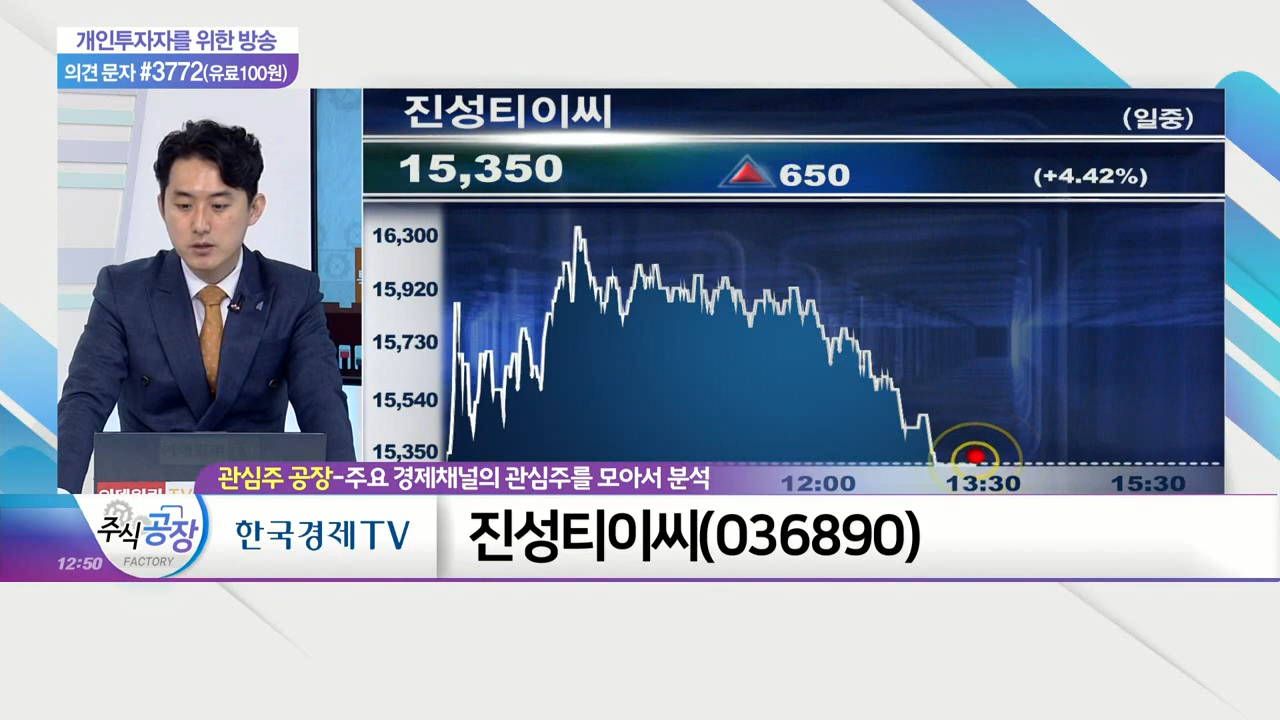 개인투자자를 위한 방송
의견 문자 #3772(유료100원)
진성티이씨
(일중)
15,350
650
(+4.42%)
16,300
15,920
15,730
15,540
15,350
12:00
13:30
15:30
관심주 공장-주요 경제채널의 관심주를 모아서 분석
주식공장
FACTORY
12:50
한국경제TV
진성티이씨(036890)